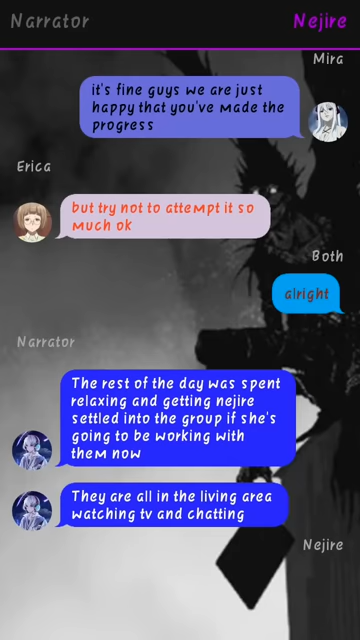 Narrator
Nejire
Mira
it's fine guys we are just
happy that you've made the
progress
Erica
but try not to attempt it so
much ok
Both
alright
Narrator
The rest of the day was spent
relaxing and getting nejire
settled into the group if she's
going to be working with
them now
They are all in the living area
watching tv and chatting
Nejire